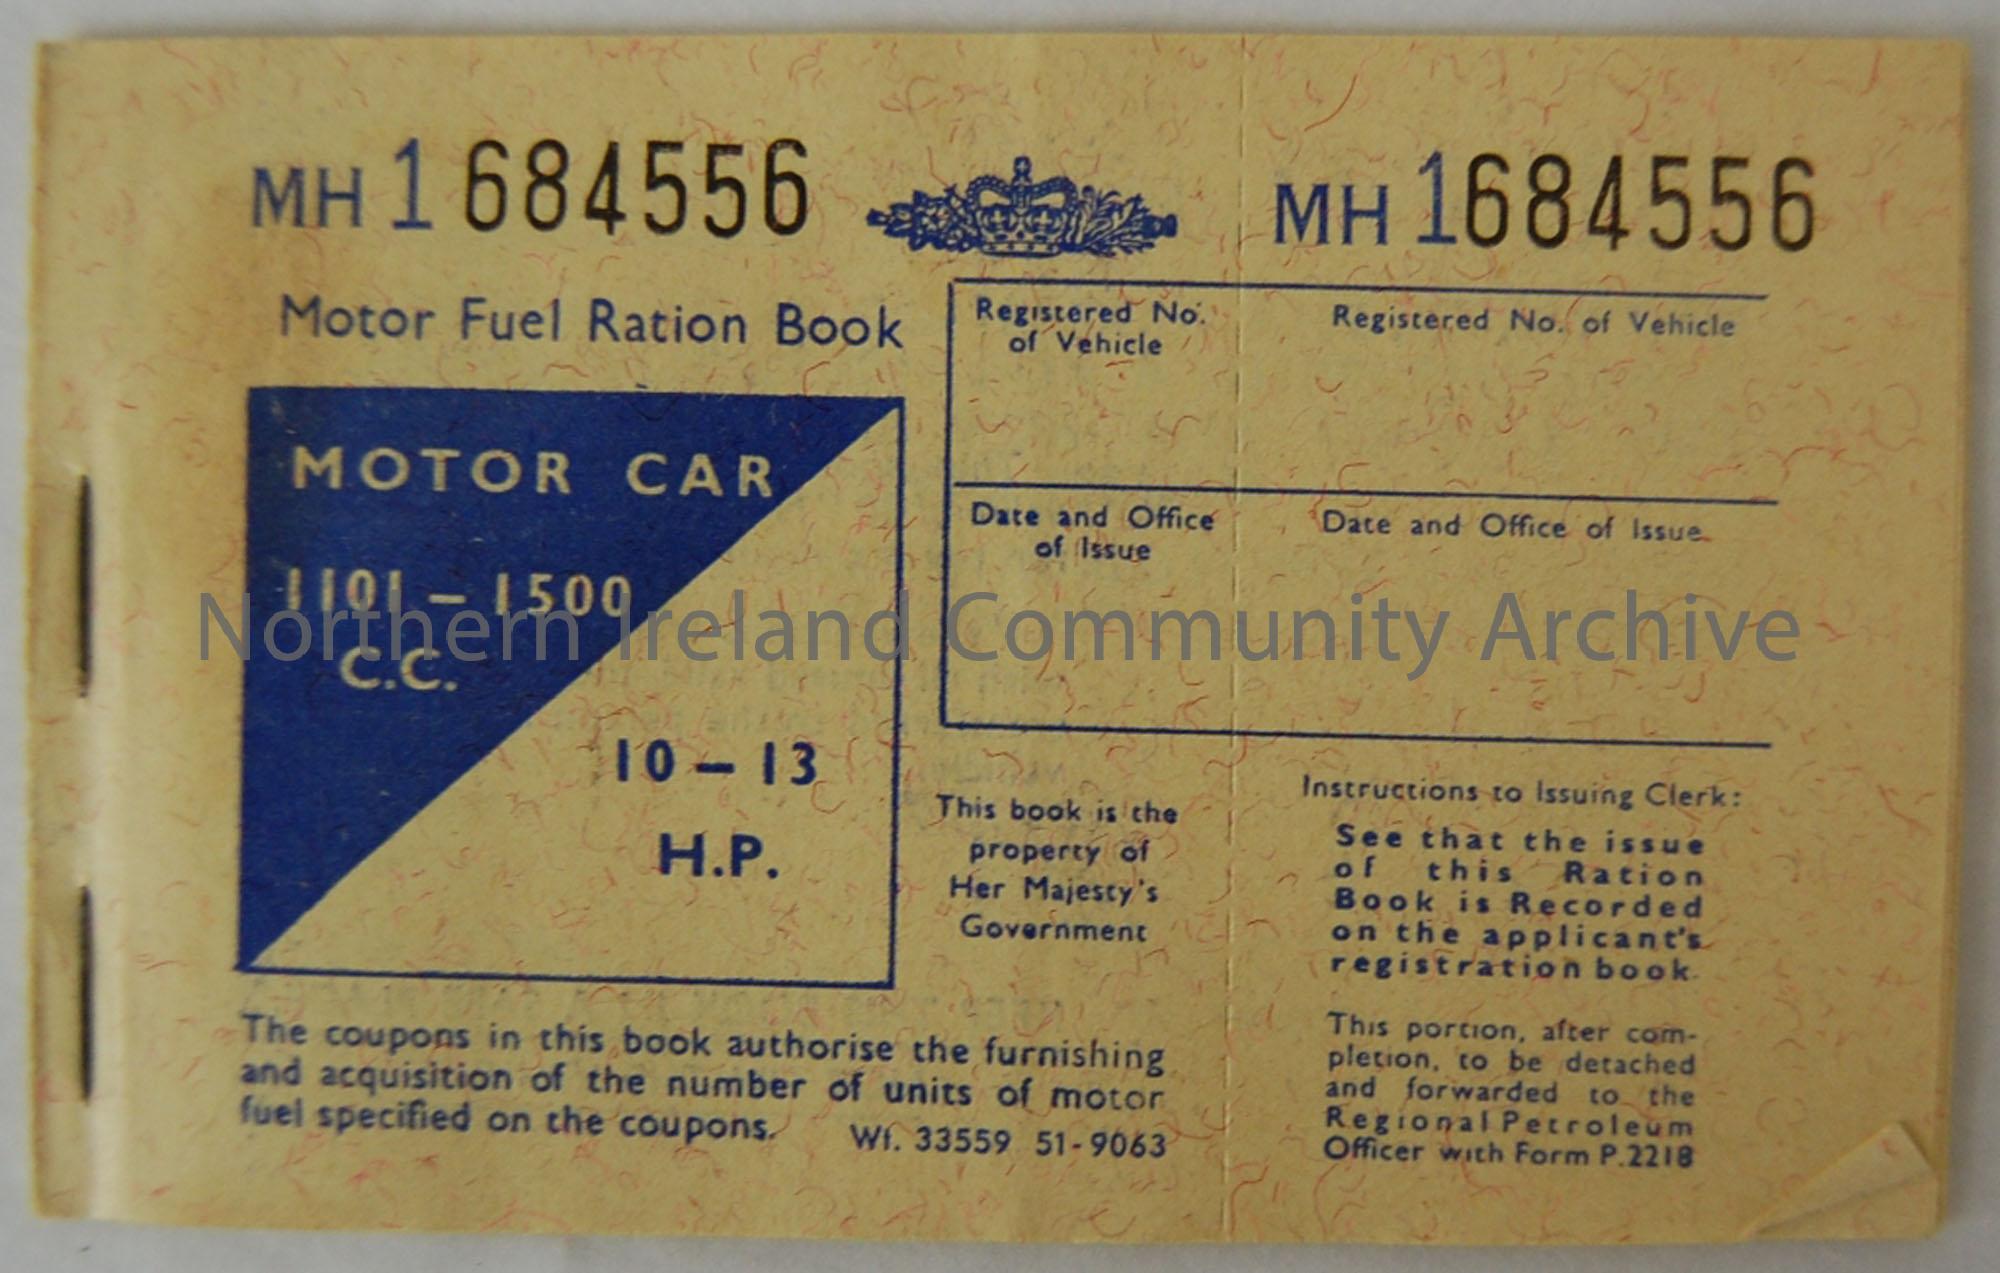 MH 1 684556
MH 1684556
Motor Fuel Ration Book
MOTOR CAR
1101 – 1500
C.C.
10 – 13
H.P.
Registered No.
of Vehicle
Registered No. of Vehicle
Date and Office
of Issue
Date and Office of Issue
This book is the
property of
Her Majesty's
Government
Instructions to Issuing Clerk:
See that the issue
of this Ration
Book is Recorded
on the applicant's
registration book.
This portion, after com-
pletion, to be detached
and forwarded to the
Regional Petroleum
Officer with Form P.2218
The coupons in this book authorise the furnishing
and acquisition of the number of units of motor
fuel specified on the coupons.
Wf. 33559 51-9063
Northern Ireland Community Archive